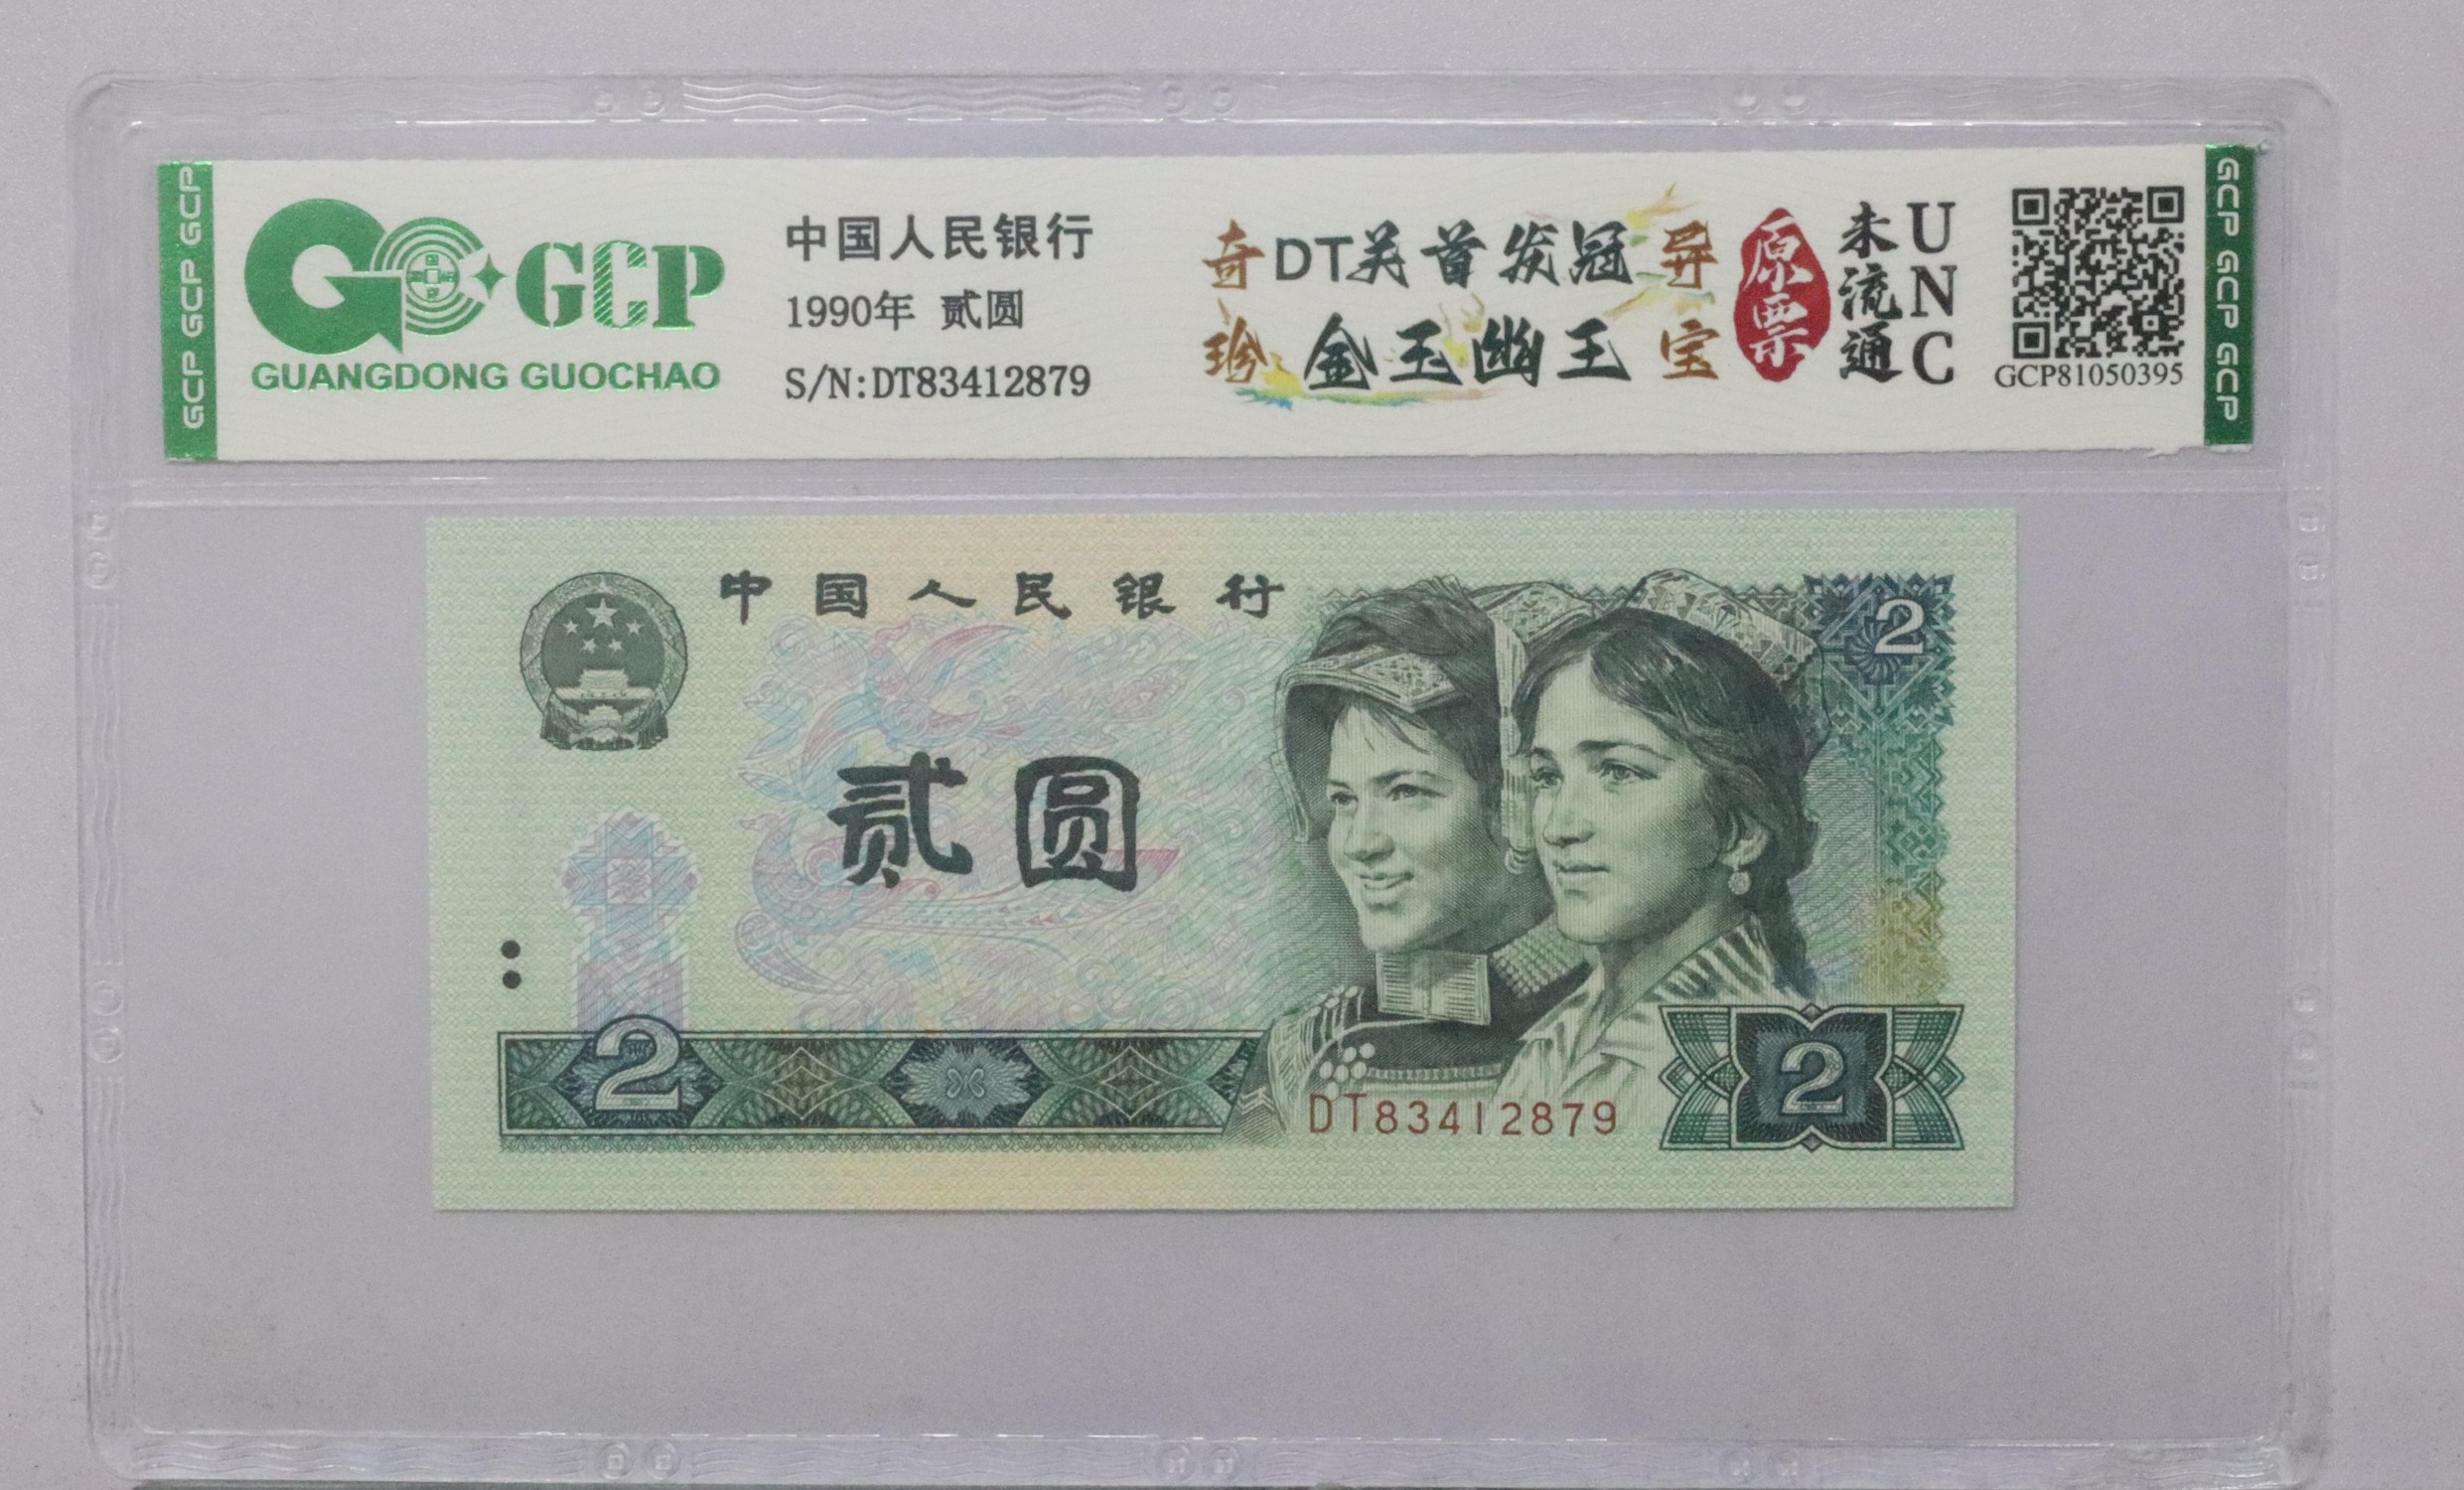 GCP GCP GCP
GCP
GUANGDONG GUOCHAO
中国人民银行
1990年 贰圆
S/N:DT83412879
奇DT关首发冠异
珍金玉幽王宝
原票
未流通
UNC
GCP81050395
GCP GCP GCP
中国人民银行
2
贰圆
2
DT83412879
2